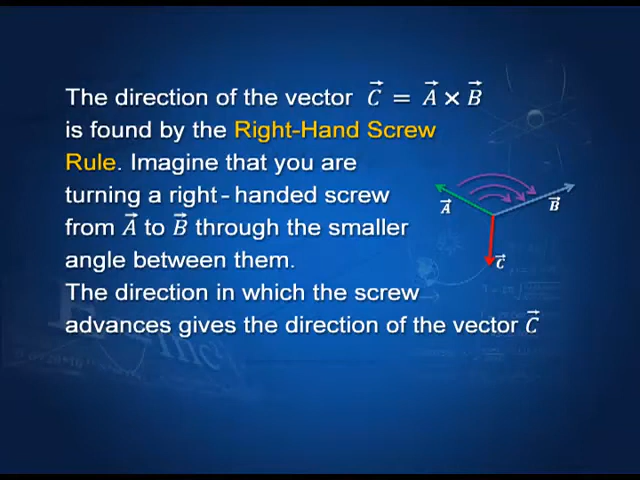 The direction of the vector C⃗ = A⃗ × B⃗
is found by the Right-Hand Screw
Rule. Imagine that you are
turning a right-handed screw
from A⃗ to B⃗ through the smaller
angle between them.
The direction in which the screw
advances gives the direction of the vector C⃗
A⃗
B⃗
C⃗